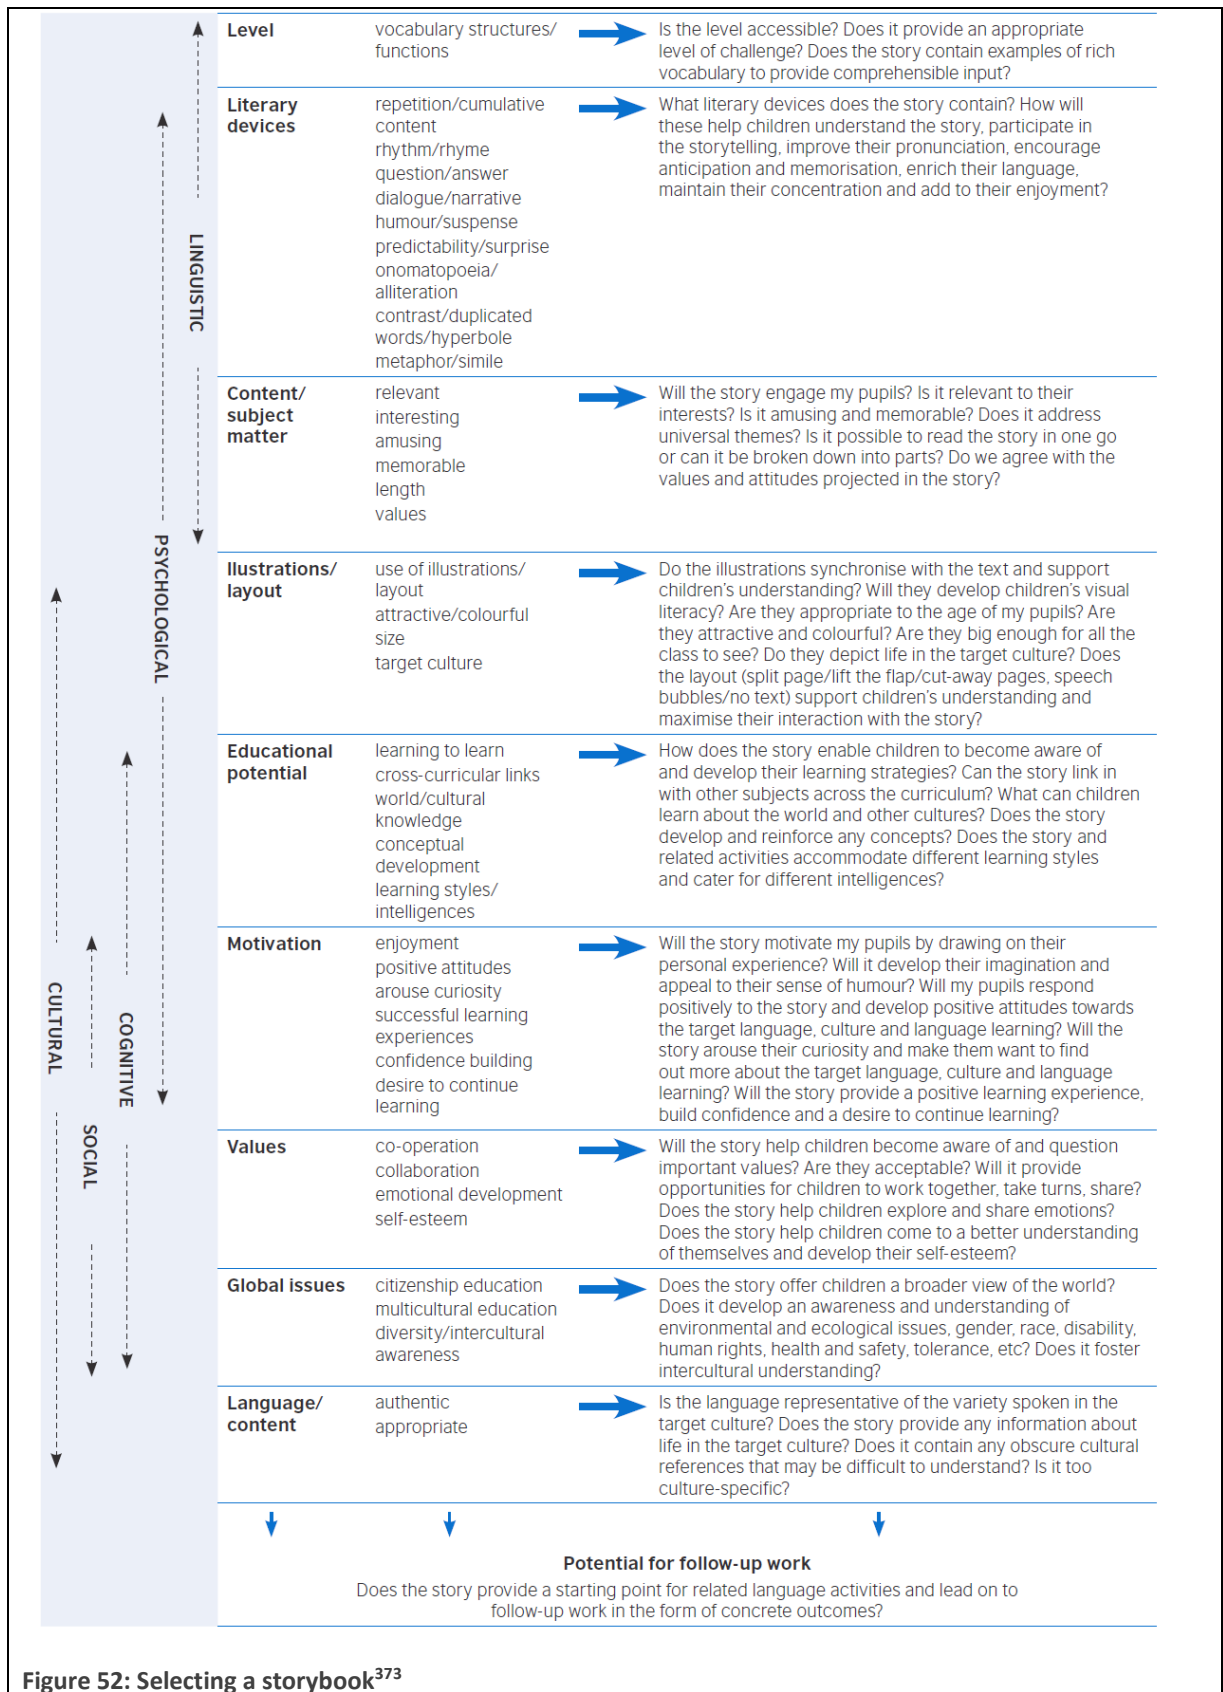 LINGUISTIC
PSYCHOLOGICAL
COGNITIVE
SOCIAL
CULTURAL
Level
vocabulary structures/
functions
Is the level accessible? Does it provide an appropriate
level of challenge? Does the story contain examples of rich
vocabulary to provide comprehensible input?
Literary
devices
repetition/cumulative
content
rhythm/rhyme
question/answer
dialogue/narrative
humour/suspense
predictability/surprise
onomatopoeia/
alliteration
contrast/duplicated
words/hyperbole
metaphor/simile
What literary devices does the story contain? How will
these help children understand the story, participate in
the storytelling, improve their pronunciation, encourage
anticipation and memorisation, enrich their language,
maintain their concentration and add to their enjoyment?
Content/
subject
matter
relevant
interesting
amusing
memorable
length
values
Will the story engage my pupils? Is it relevant to their
interests? Is it amusing and memorable? Does it address
universal themes? Is it possible to read the story in one go
or can it be broken down into parts? Do we agree with the
values and attitudes projected in the story?
Ilustrations/
layout
use of illustrations/
layout
attractive/colourful
size
target culture
Do the illustrations synchronise with the text and support
children's understanding? Will they develop children's visual
literacy? Are they appropriate to the age of my pupils? Are
they attractive and colourful? Are they big enough for all the
class to see? Do they depict life in the target culture? Does
the layout (split page/lift the flap/cut-away pages, speech
bubbles/no text) support children's understanding and
maximise their interaction with the story?
Educational
potential
learning to learn
cross-curricular links
world/cultural
knowledge
conceptual
development
learning styles/
intelligences
How does the story enable children to become aware of
and develop their learning strategies? Can the story link in
with other subjects across the curriculum? What can children
learn about the world and other cultures? Does the story
develop and reinforce any concepts? Does the story and
related activities accommodate different learning styles
and cater for different intelligences?
Motivation
enjoyment
positive attitudes
arouse curiosity
successful learning
experiences
confidence building
desire to continue
learning
Will the story motivate my pupils by drawing on their
personal experience? Will it develop their imagination and
appeal to their sense of humour? Will my pupils respond
positively to the story and develop positive attitudes towards
the target language, culture and language learning? Will the
story arouse their curiosity and make them want to find
out more about the target language, culture and language
learning? Will the story provide a positive learning experience,
build confidence and a desire to continue learning?
Values
co-operation
collaboration
emotional development
self-esteem
Will the story help children become aware of and question
important values? Are they acceptable? Will it provide
opportunities for children to work together, take turns, share?
Does the story help children explore and share emotions?
Does the story help children come to a better understanding
of themselves and develop their self-esteem?
Global issues
citizenship education
multicultural education
diversity/intercultural
awareness
Does the story offer children a broader view of the world?
Does it develop an awareness and understanding of
environmental and ecological issues, gender, race, disability,
human rights, health and safety, tolerance, etc? Does it foster
intercultural understanding?
Language/
content
authentic
appropriate
Is the language representative of the variety spoken in the
target culture? Does the story provide any information about
life in the target culture? Does it contain any obscure cultural
references that may be difficult to understand? Is it too
culture-specific?
Potential for follow-up work
Does the story provide a starting point for related language activities and lead on to
follow-up work in the form of concrete outcomes?
Figure 52: Selecting a storybook373